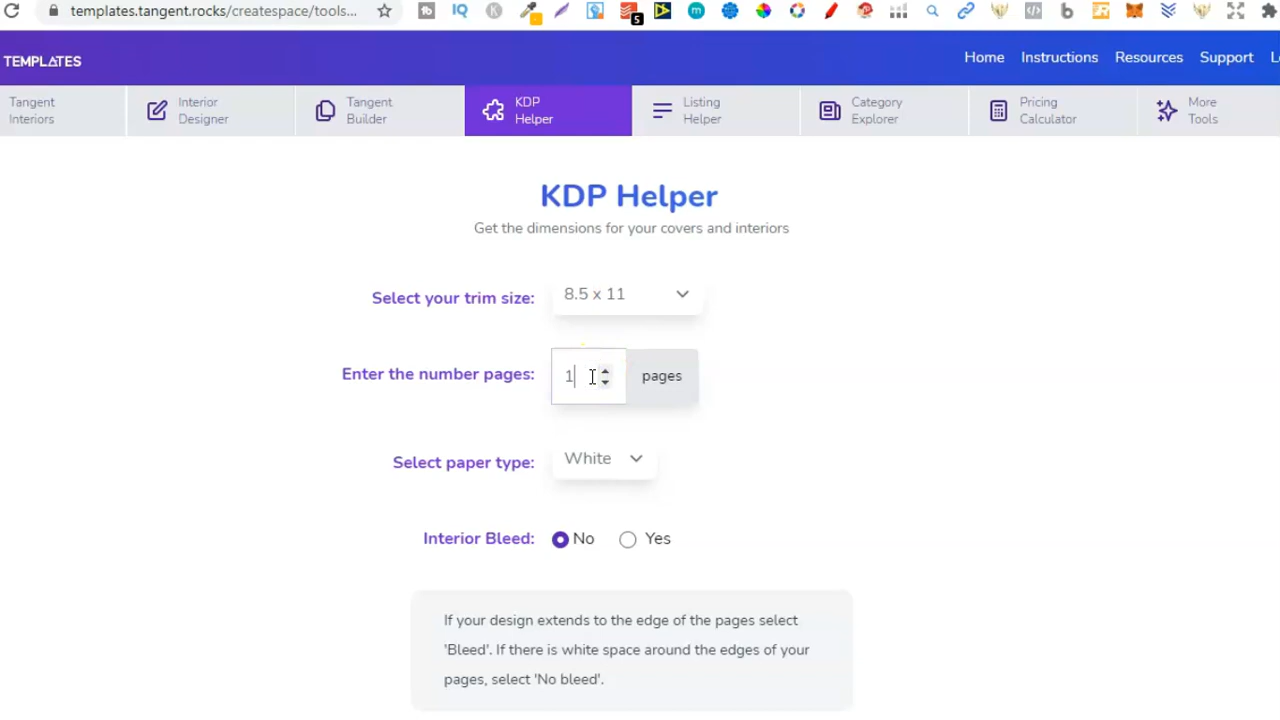 templates.tangent.rocks/createspace/tools...
5
TEMPLATES
Home Instructions Resources Support
Tangent Interiors
Interior Designer
Tangent Builder
KDP Helper
Listing Helper
Category Explorer
Pricing Calculator
More Tools
KDP Helper
Get the dimensions for your covers and interiors
Select your trim size: 8.5 x 11
Enter the number pages: 1 pages
Select paper type: White
Interior Bleed: No Yes
If your design extends to the edge of the pages select
'Bleed'. If there is white space around the edges of your
pages, select 'No bleed'.